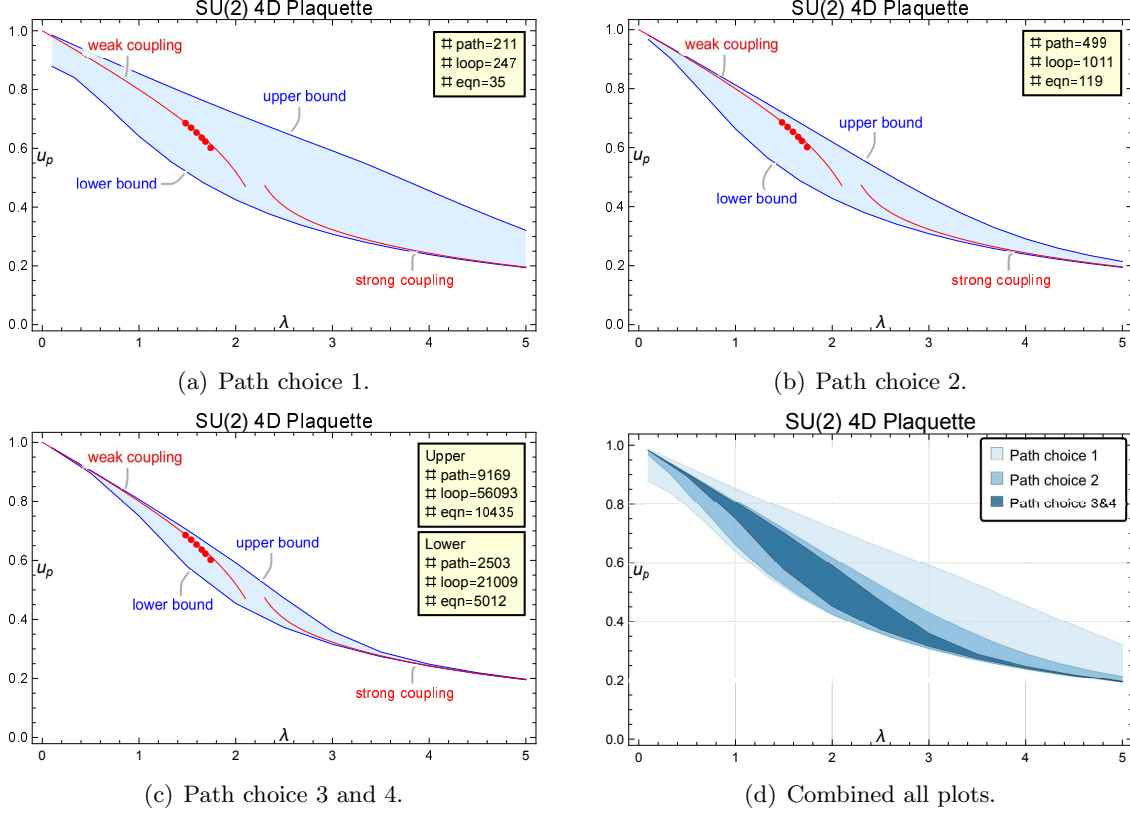 SU(2) 4D Plaquette
weak coupling
# path=211
# loop=247
# eqn=35
upper bound
lower bound
strong coupling
u_p
λ
1.0
0.8
0.6
0.4
0.2
0.0
0 1 2 3 4 5
(a) Path choice 1.
SU(2) 4D Plaquette
weak coupling
# path=499
# loop=1011
# eqn=119
upper bound
lower bound
strong coupling
u_p
λ
1.0
0.8
0.6
0.4
0.2
0.0
0 1 2 3 4 5
(b) Path choice 2.
SU(2) 4D Plaquette
weak coupling
Upper
# path=9169
# loop=56093
# eqn=10435
Lower
# path=2503
# loop=21009
# eqn=5012
upper bound
lower bound
strong coupling
u_p
λ
1.0
0.8
0.6
0.4
0.2
0.0
0 1 2 3 4 5
(c) Path choice 3 and 4.
SU(2) 4D Plaquette
Path choice 1
Path choice 2
Path choice 3&4
u_p
λ
1.0
0.8
0.6
0.4
0.2
0.0
0 1 2 3 4 5
(d) Combined all plots.